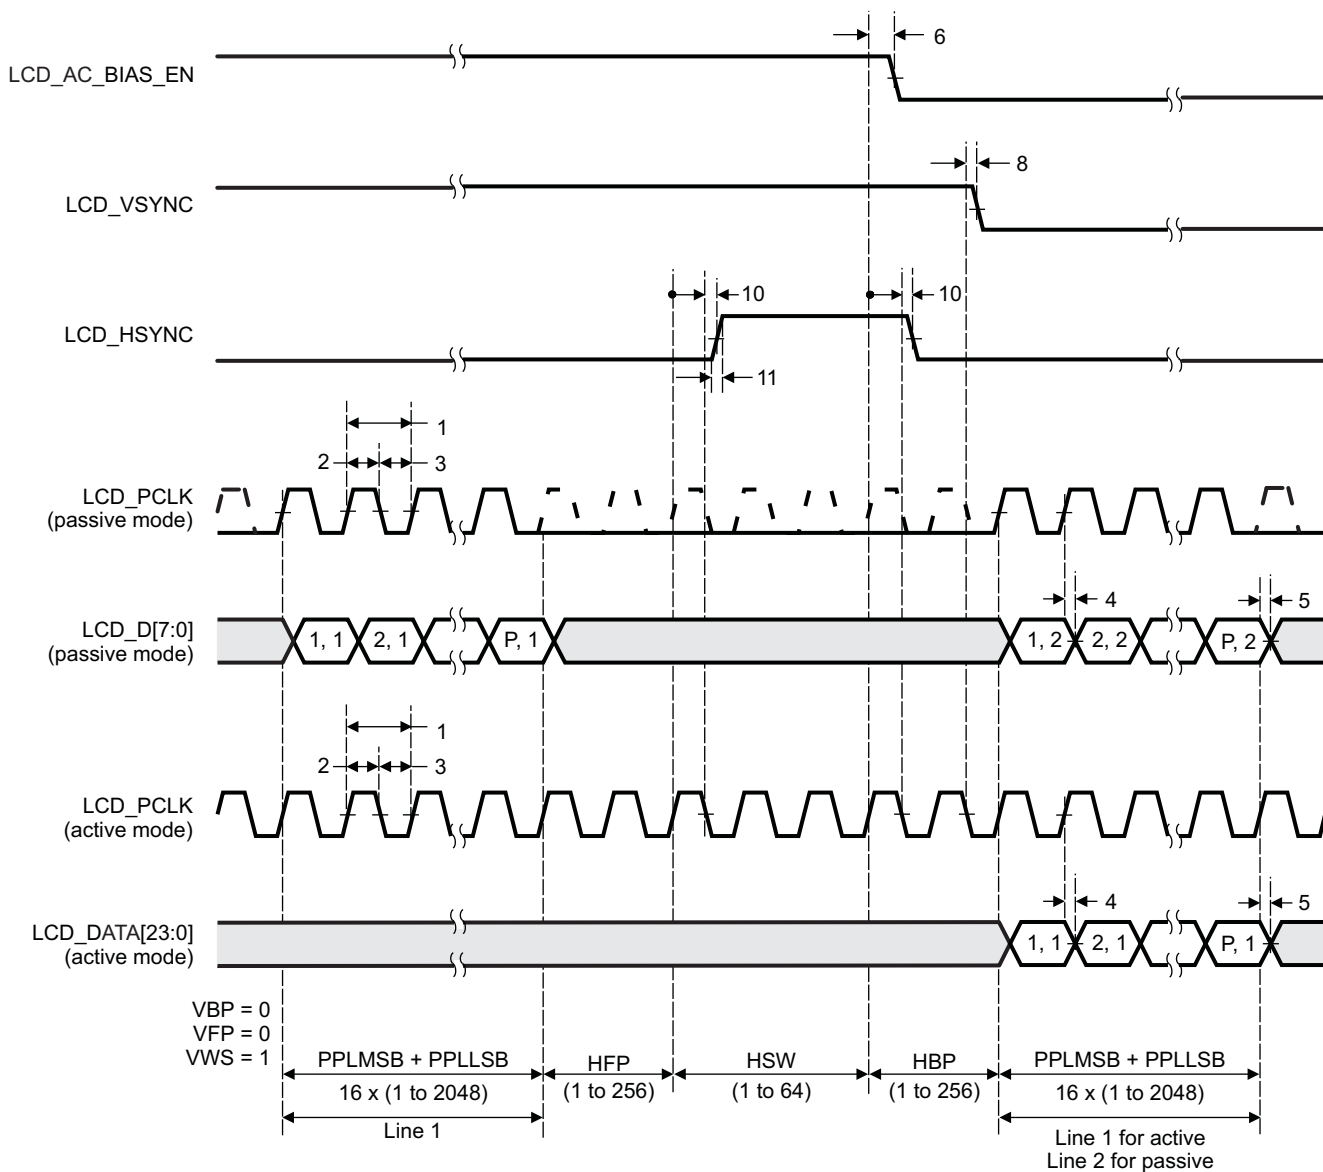 6
LCD_AC_BIAS_EN
8
LCD_VSYNC
10
10
LCD_HSYNC
11
1
2
3
LCD_PCLK
(passive mode)
4
5
LCD_D[7:0]
(passive mode)
1, 1
2, 1
P, 1
1, 2
2, 2
P, 2
1
2
3
LCD_PCLK
(active mode)
4
5
LCD_DATA[23:0]
(active mode)
1, 1
2, 1
P, 1
VBP = 0
VFP = 0
VWS = 1
PPLMSB + PPLLSB
16 x (1 to 2048)
Line 1
HFP
(1 to 256)
HSW
(1 to 64)
HBP
(1 to 256)
PPLMSB + PPLLSB
16 x (1 to 2048)
Line 1 for active
Line 2 for passive